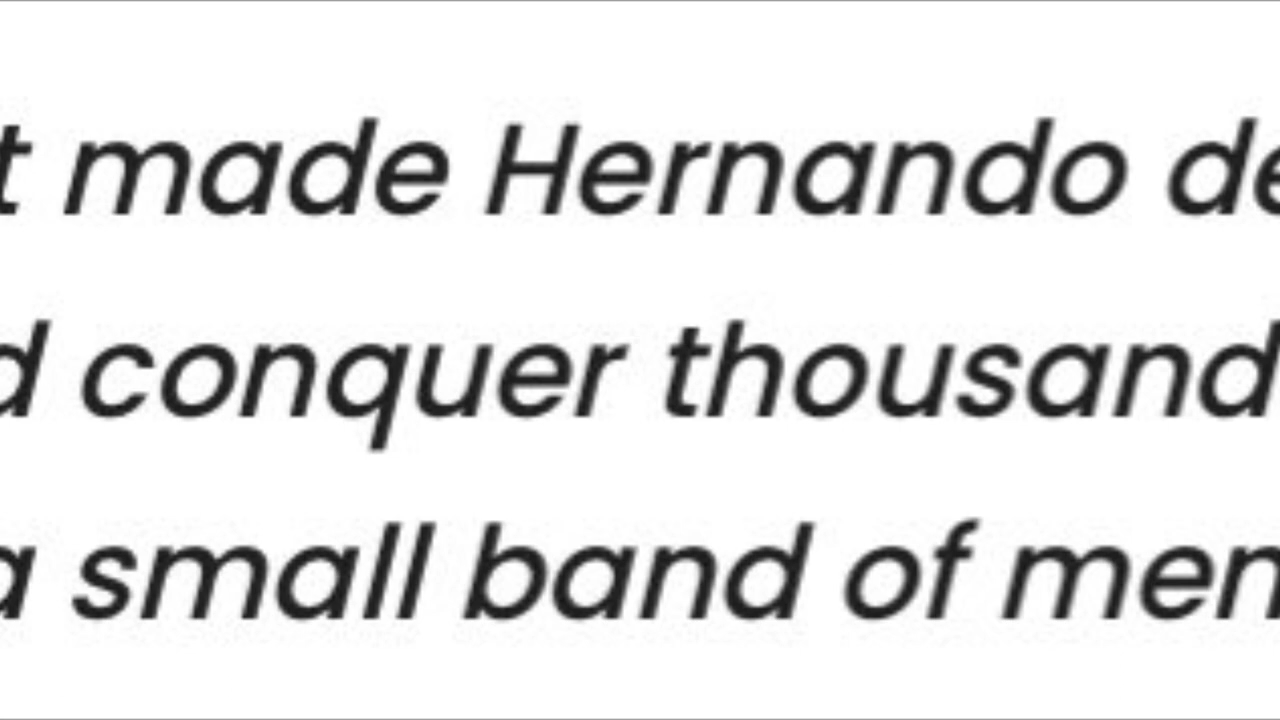 t made Hernando de
d conquer thousand
a small band of men